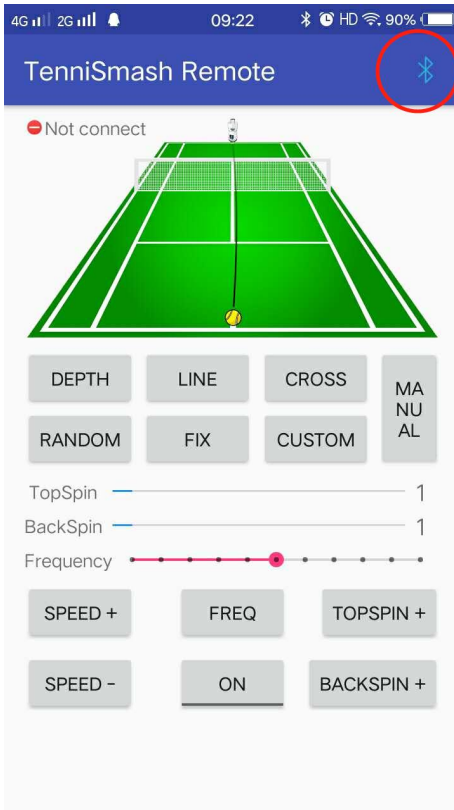 4G 2G 09:22 HD 90%
TenniSmash Remote
Not connect
DEPTH LINE CROSS
MA
NU
AL
RANDOM FIX CUSTOM
TopSpin 1
BackSpin 1
Frequency
SPEED + FREQ TOPSPIN +
SPEED - ON BACKSPIN +